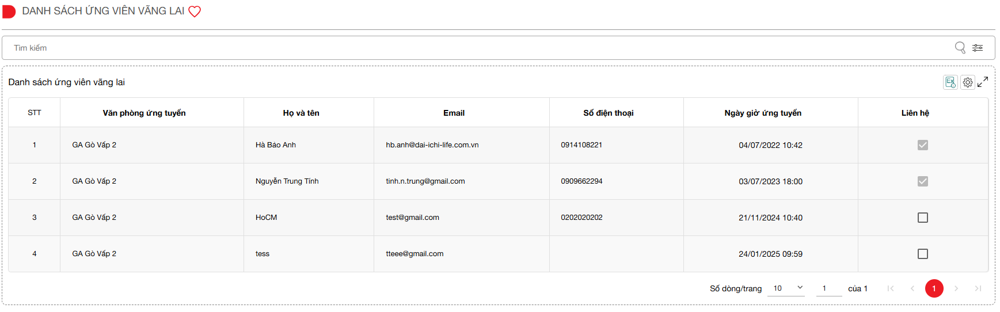 DANH SÁCH ỨNG VIÊN VÃNG LAI
Tìm kiếm
Danh sách ứng viên vãng lai
Ex
STT Văn phòng ứng tuyển Họ và tên Email Số điện thoại Ngày giờ ứng tuyển Liên hệ
1 GA Gò Vấp 2 Hà Bảo Anh hb.anh@dai-ichi-life.com.vn 0914108221 04/07/2022 10:42
2 GA Gò Vấp 2 Nguyễn Trung Tính tinh.n.trung@gmail.com 0909662294 03/07/2023 18:00
3 GA Gò Vấp 2 HoCM test@gmail.com 0202020202 21/11/2024 10:40
4 GA Gò Vấp 2 tess tteee@gmail.com 24/01/2025 09:59
Số dòng/trang 10 1 của 1 1